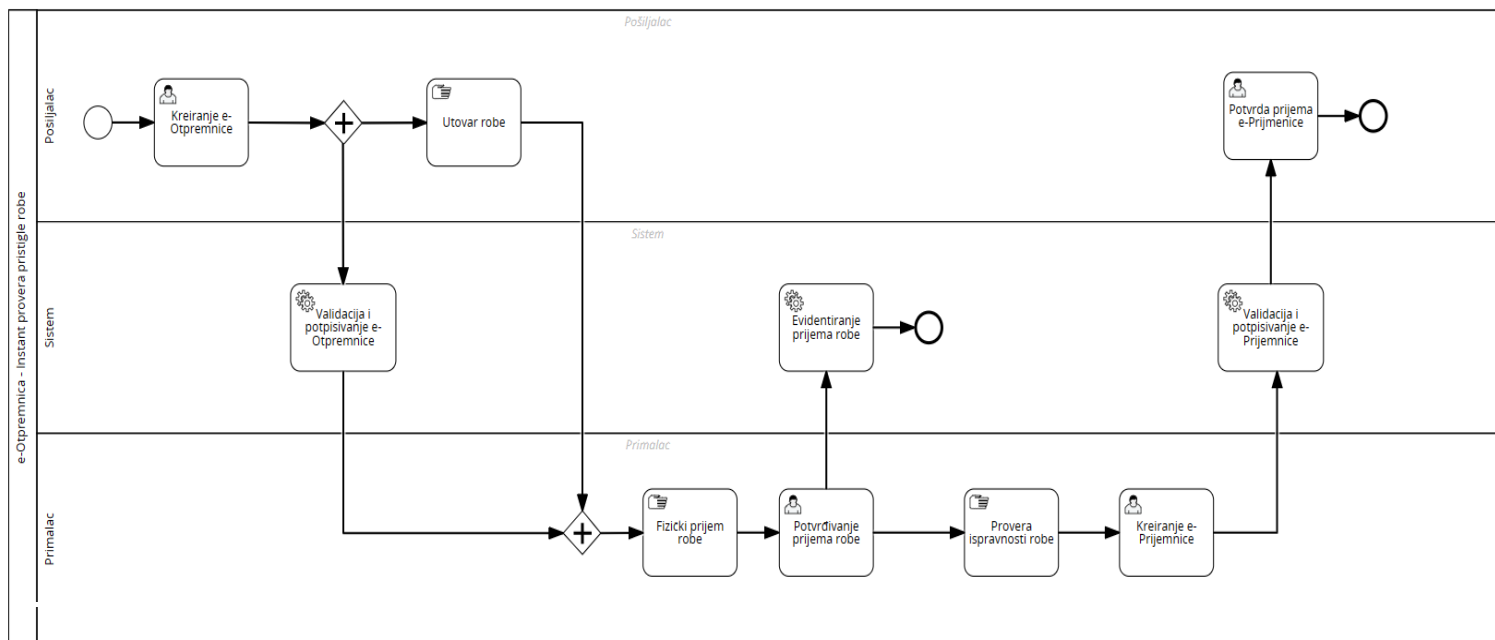 e-Otpremnica - Instant provera pristigle robe
Pošiljalac
Pošiljalac
Kreiranje e-
Otpremnice
Utovar robe
Potvrda prijema
e-Prijmenice
Sistem
Sistem
Validacija i
potpisivanje e-
Otpremnice
Evidentiranje
prijema robe
Validacija i
potpisivanje e-
Prijemnice
Primalac
Primalac
Fizički prijem
robe
Potvrđivanje
prijema robe
Provera
ispravnosti robe
Kreiranje e-
Prijemnice